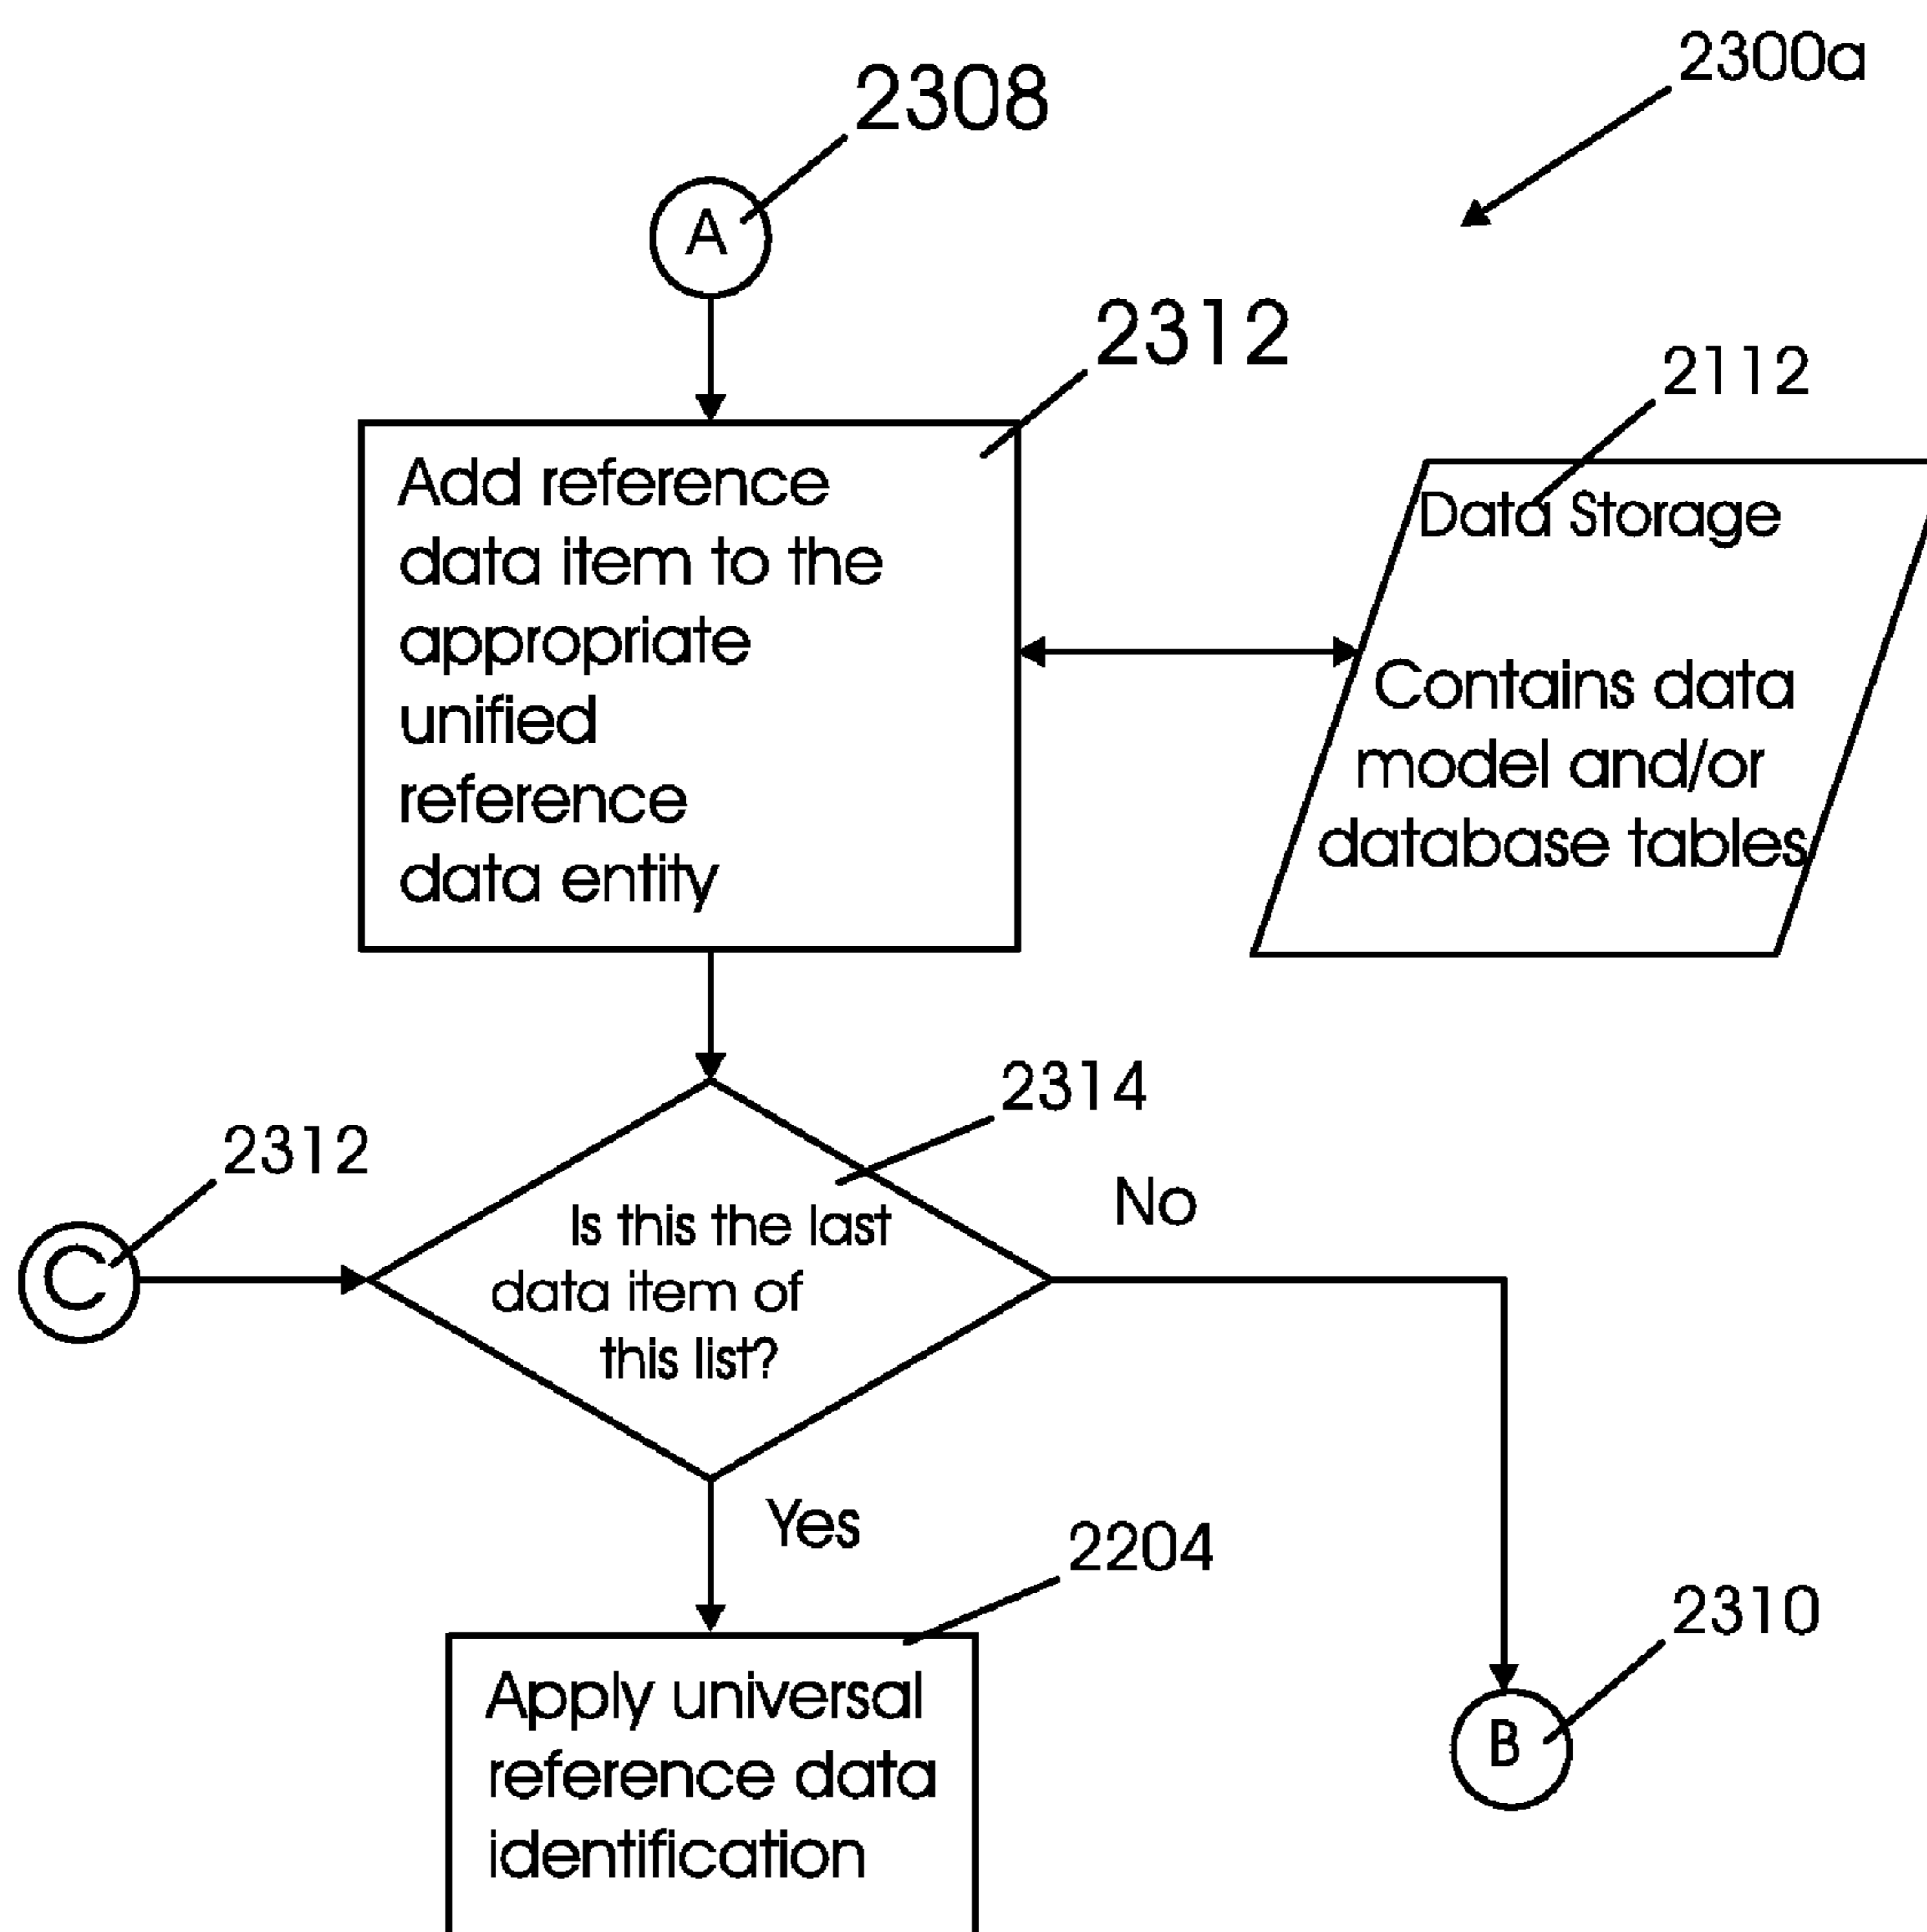 2300a
2308
A
2312
2112
Add reference
data item to the
appropriate
unified
reference
data entity
Data Storage
Contains data
model and/or
database tables
2314
2312
No
C
Is this the last
data item of
this list?
Yes
2204
2310
Apply universal
reference data
identification
B